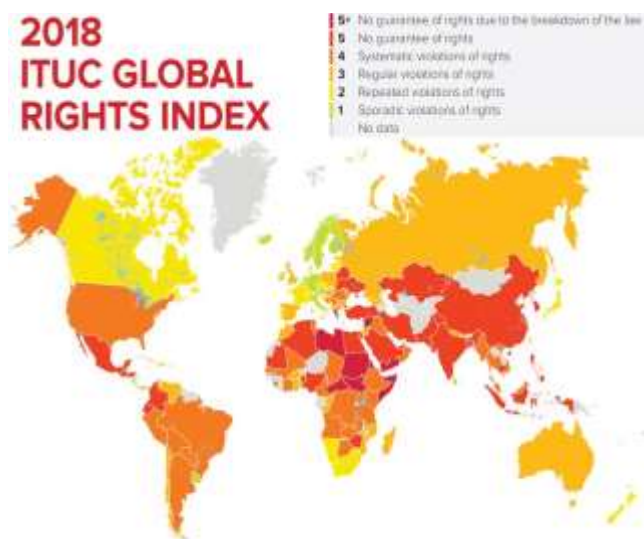 2018
ITUC GLOBAL
RIGHTS INDEX
5+ No guarantee of rights due to the breakdown of the law
5 No guarantee of rights
4 Systematic violations of rights
3 Regular violations of rights
2 Repeated violations of rights
1 Sporadic violations of rights
No data